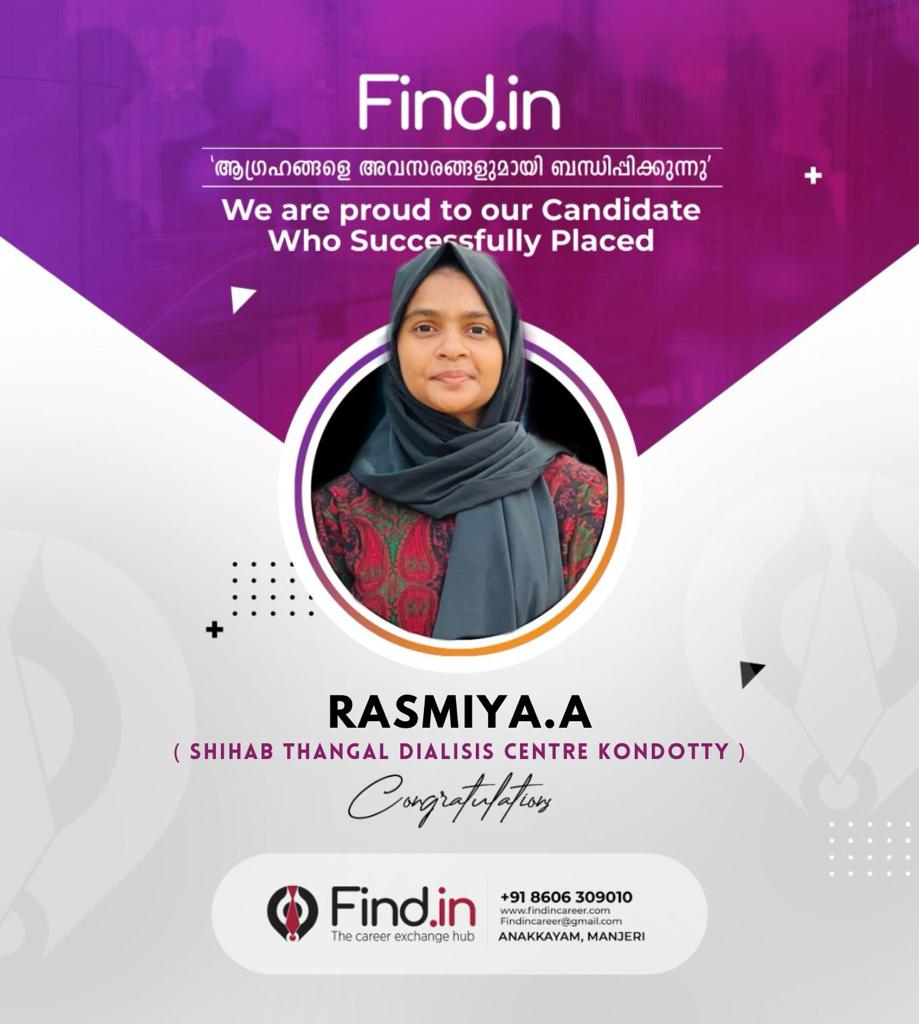 Find.in
'ആഗ്രഹങ്ങളെ അവസരങ്ങളുമായി ബന്ധിപ്പിക്കുന്നു'
We are proud to our Candidate
Who Successfully Placed
RASMIYA.A
( SHIHAB THANGAL DIALISIS CENTRE KONDOTTY )
Congratulations
Find.in
The career exchange hub
+91 8606 309010
www.findincareer.com
Findincareer@gmail.com
ANAKKAYAM, MANJERI